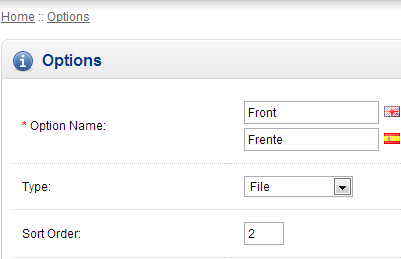 Home :: Options
Options
* Option Name:
Front
Frente
Type:
File
Sort Order:
2